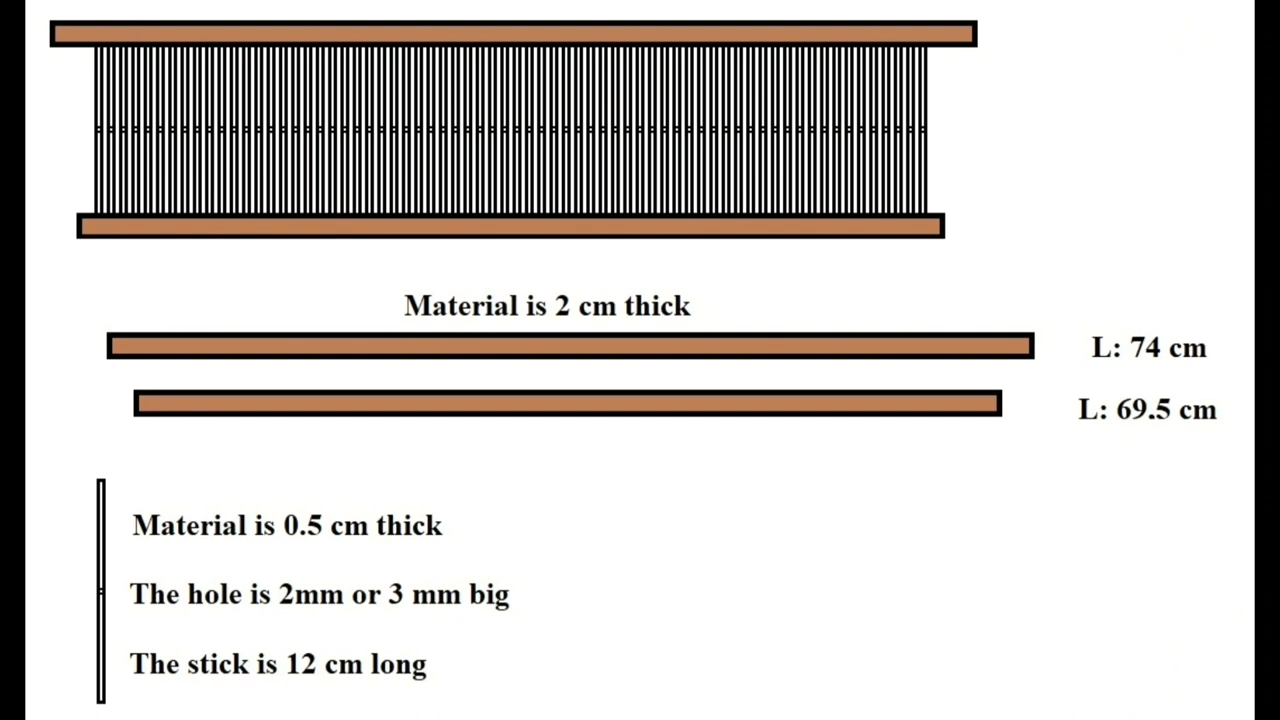 Material is 2 cm thick
L: 74 cm
L: 69.5 cm
Material is 0.5 cm thick
The hole is 2mm or 3 mm big
The stick is 12 cm long